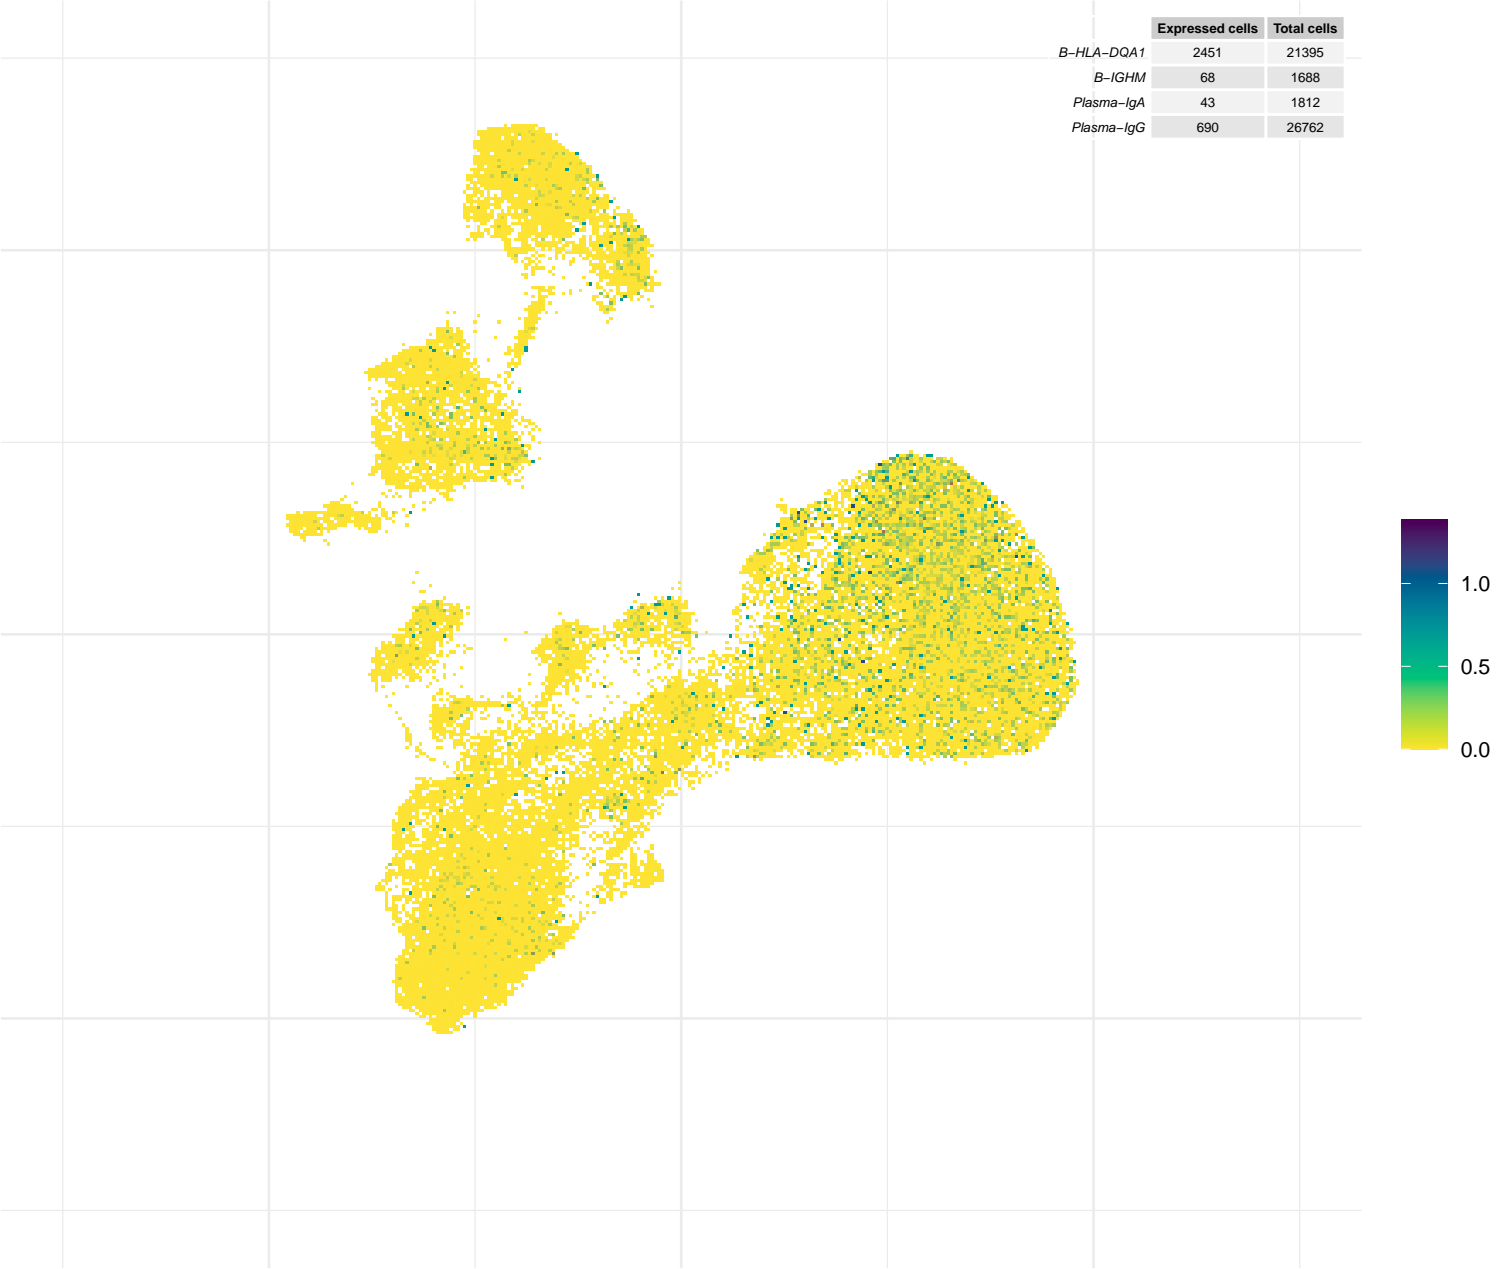 Expressed cells Total cells
B−HLA−DQA1 2451 21395
B−IGHM 68 1688
Plasma−IgA 43 1812
Plasma−IgG 690 26762
1.0
0.5
0.0